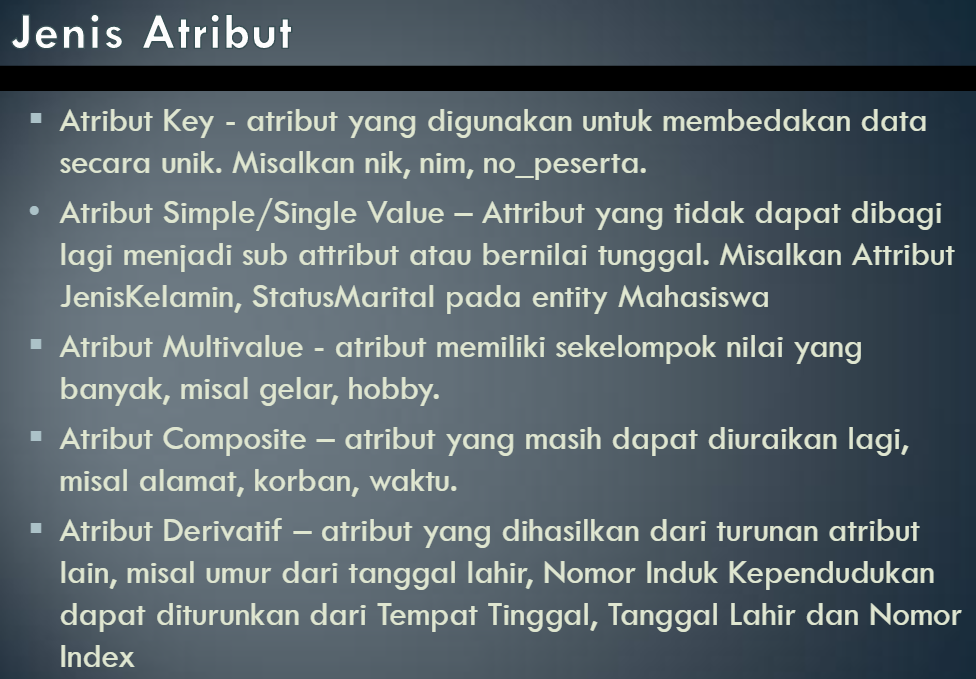 Jenis Atribut
▪ Atribut Key - atribut yang digunakan untuk membedakan data
secara unik. Misalkan nik, nim, no_peserta.
• Atribut Simple/Single Value – Attribut yang tidak dapat dibagi
lagi menjadi sub attribut atau bernilai tunggal. Misalkan Attribut
JenisKelamin, StatusMarital pada entity Mahasiswa
▪ Atribut Multivalue - atribut memiliki sekelompok nilai yang
banyak, misal gelar, hobby.
▪ Atribut Composite – atribut yang masih dapat diuraikan lagi,
misal alamat, korban, waktu.
▪ Atribut Derivatif – atribut yang dihasilkan dari turunan atribut
lain, misal umur dari tanggal lahir, Nomor Induk Kependudukan
dapat diturunkan dari Tempat Tinggal, Tanggal Lahir dan Nomor
Index